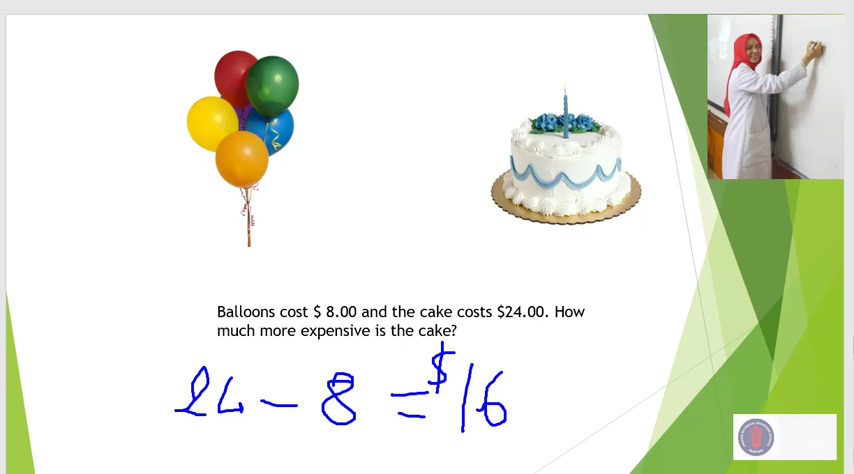 Balloons cost $ 8.00 and the cake costs $24.00. How
much more expensive is the cake?
24 - 8 = $16